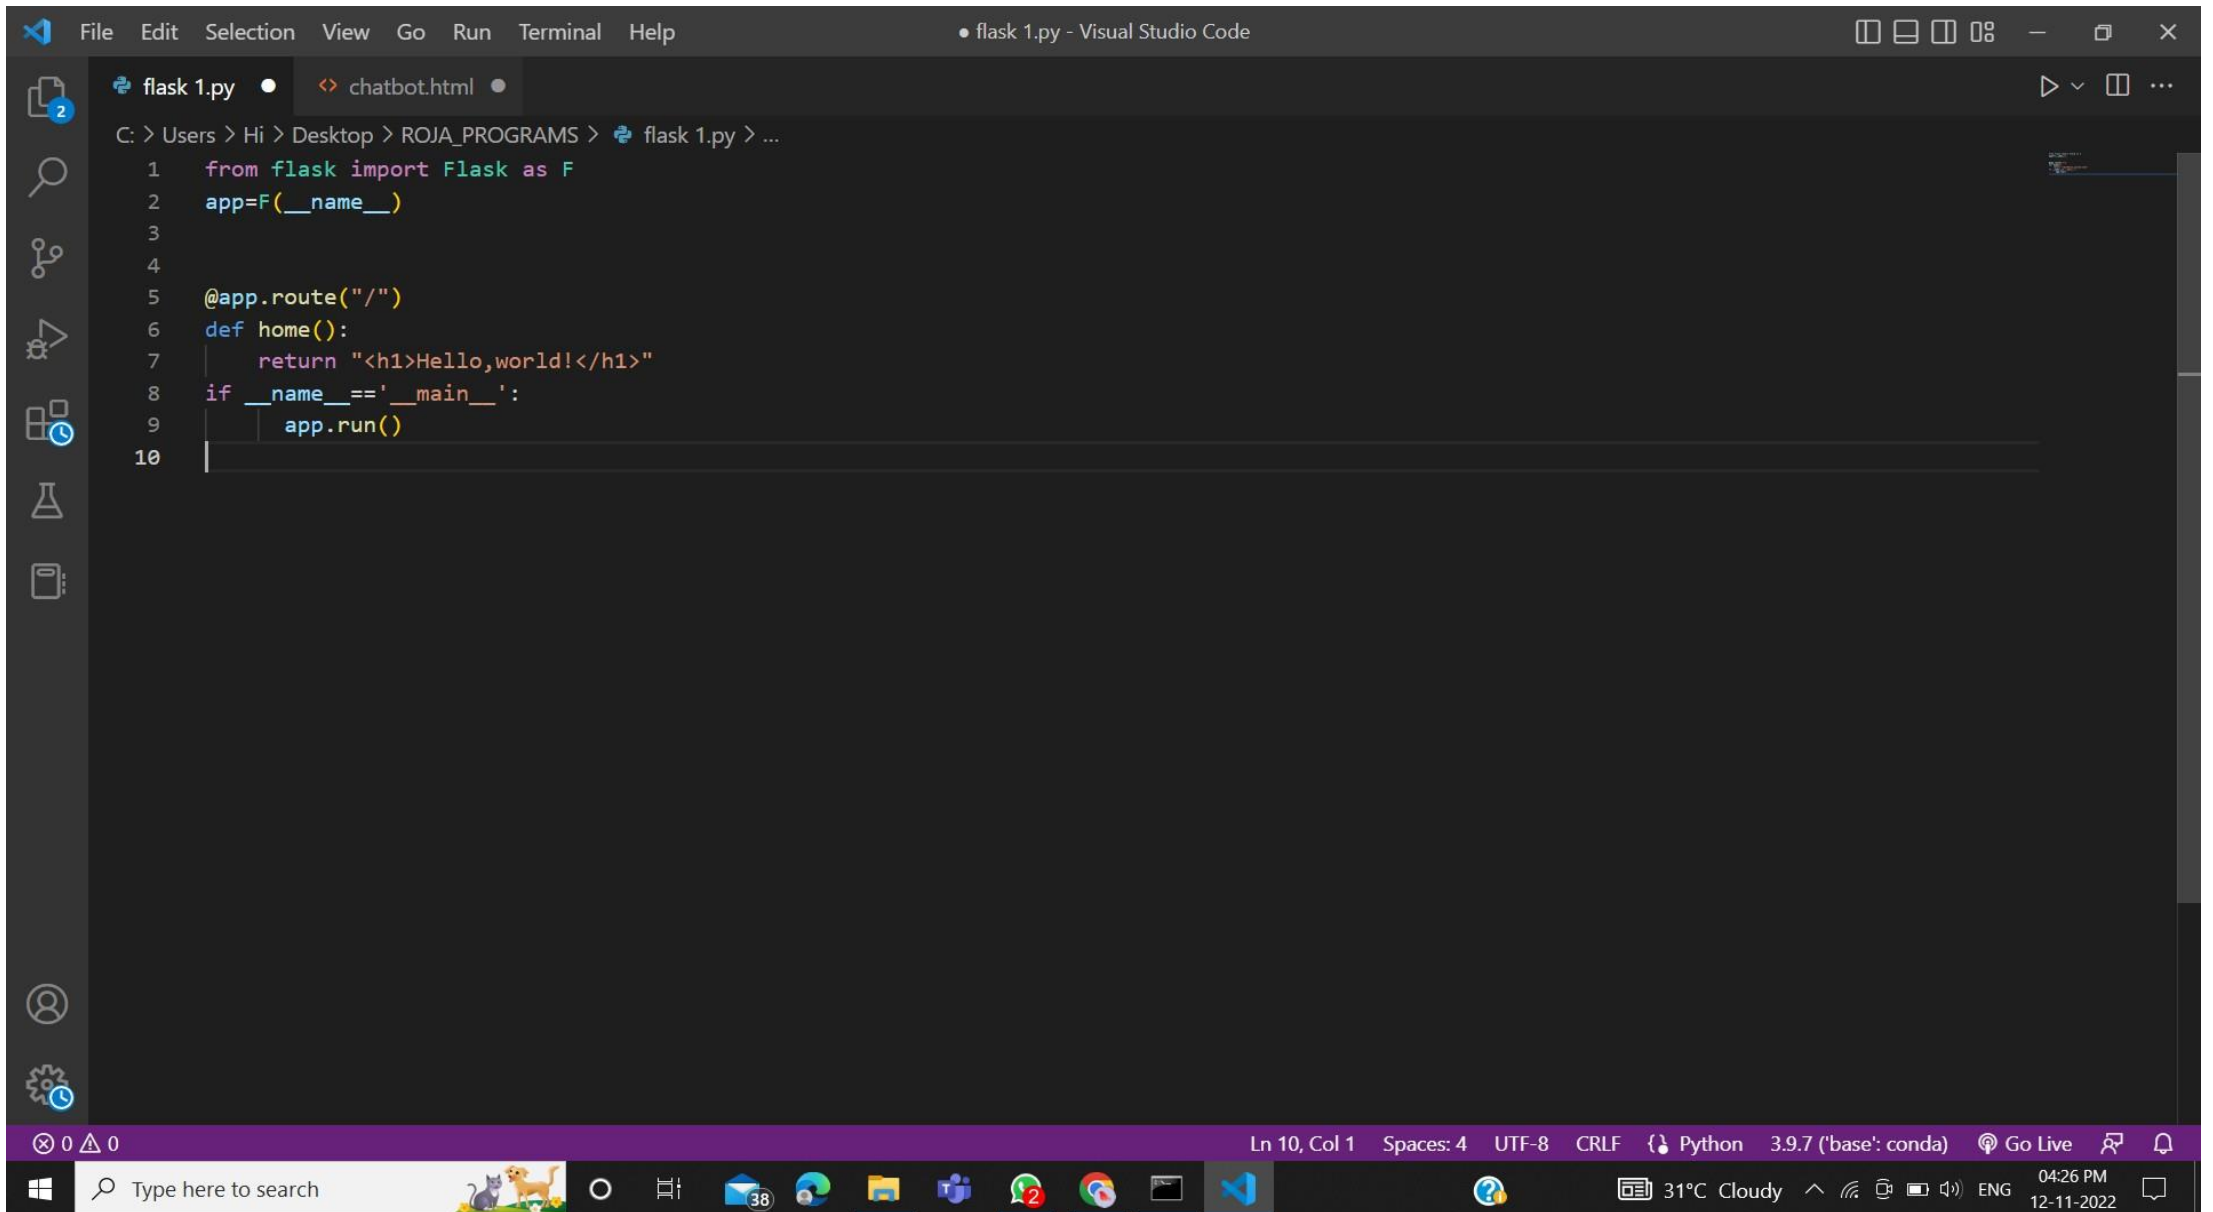 File Edit Selection View Go Run Terminal Help ● flask 1.py - Visual Studio Code
flask 1.py ● <> chatbot.html ●
2
C: > Users > Hi > Desktop > ROJA_PROGRAMS > flask 1.py > ...
1 from flask import Flask as F
2 app=F(__name__)
3
4
5 @app.route("/")
6 def home():
7     return "<h1>Hello,world!</h1>"
8 if __name__=='__main__':
9       app.run()
10
0 0 Ln 10, Col 1 Spaces: 4 UTF-8 CRLF Python 3.9.7 ('base': conda) Go Live
Type here to search 38 2 31°C Cloudy ENG 04:26 PM
12-11-2022